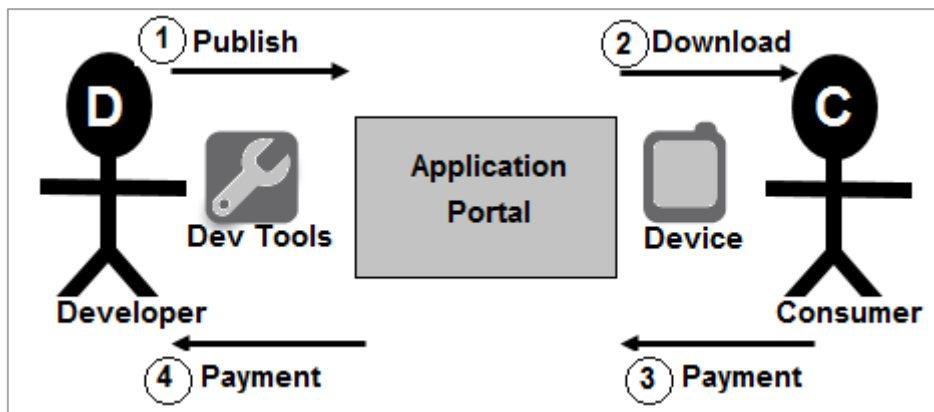 1 Publish
2 Download
D
C
Application
Portal
Dev Tools
Device
Developer
Consumer
4 Payment
3 Payment